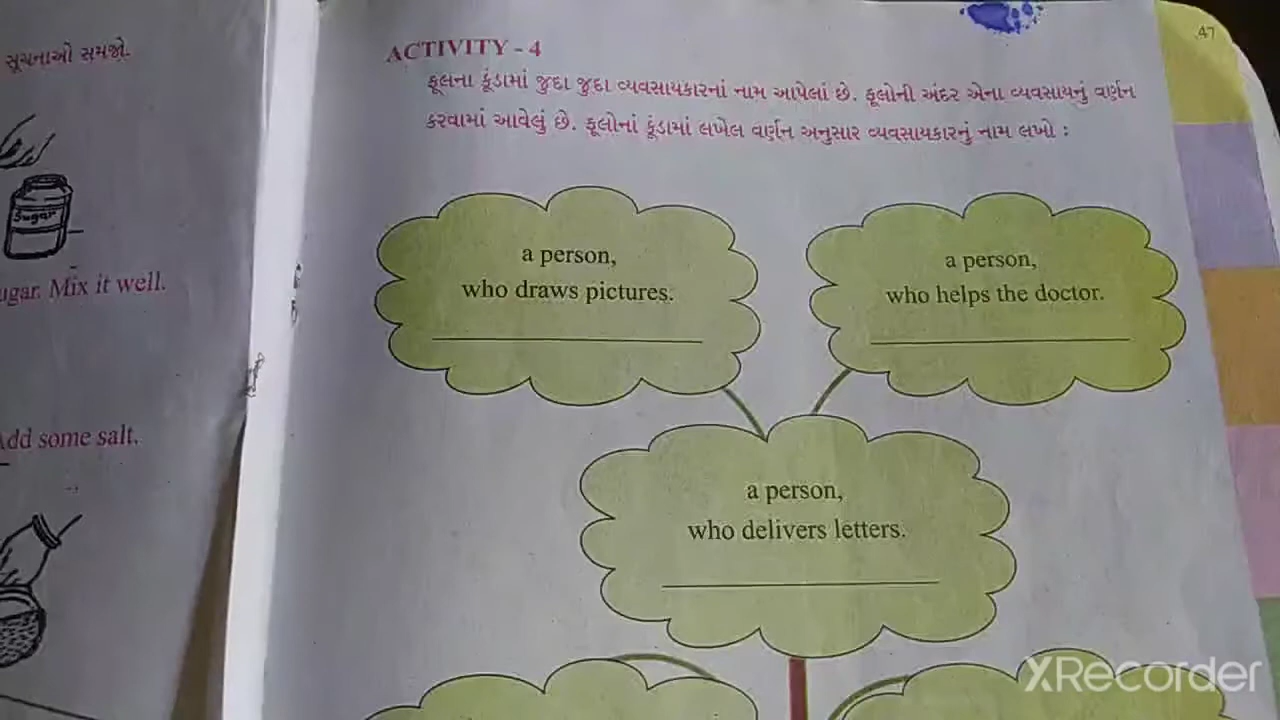 સૂચનાઓ સમજો.
Sugar
ugar. Mix it well.
Add some salt.
47
ACTIVITY - 4
ફૂલના કૂંડામાં જુદા જુદા વ્યવસાયકારનાં નામ આપેલાં છે. ફૂલોની અંદર એના વ્યવસાયનું વર્ણન
કરવામાં આવેલું છે. ફૂલોનાં કૂંડામાં લખેલ વર્ણન અનુસાર વ્યવસાયકારનું નામ લખો :
a person,
who draws pictures.
a person,
who helps the doctor.
a person,
who delivers letters.
XRecorder